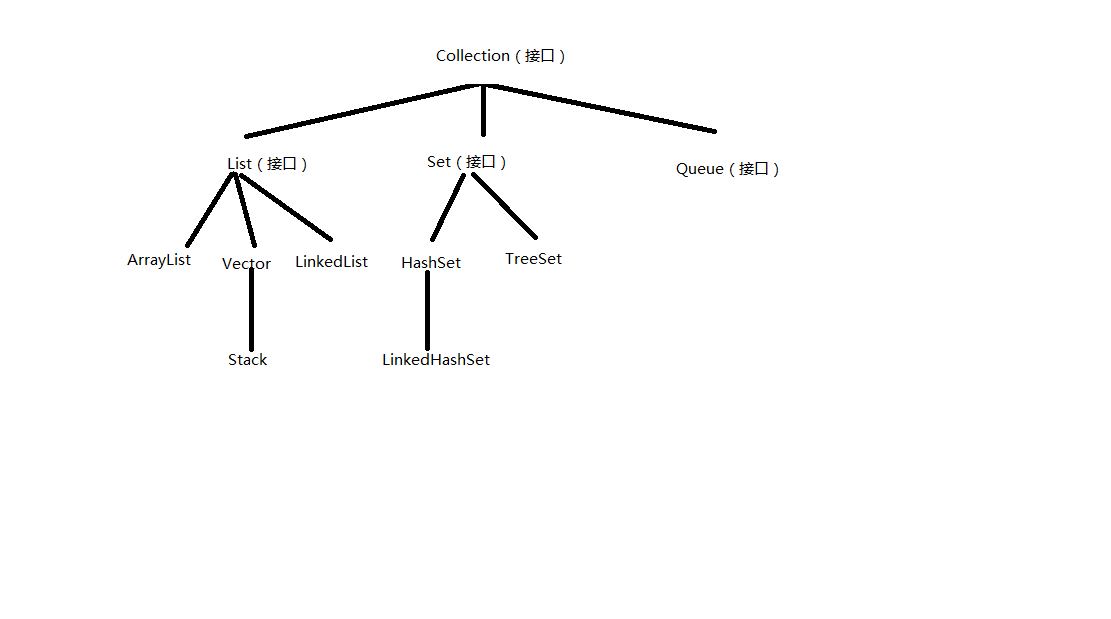 Collection（接口）
List（接口）
Set（接口）
Queue（接口）
ArrayList
Vector
LinkedList
HashSet
TreeSet
Stack
LinkedHashSet